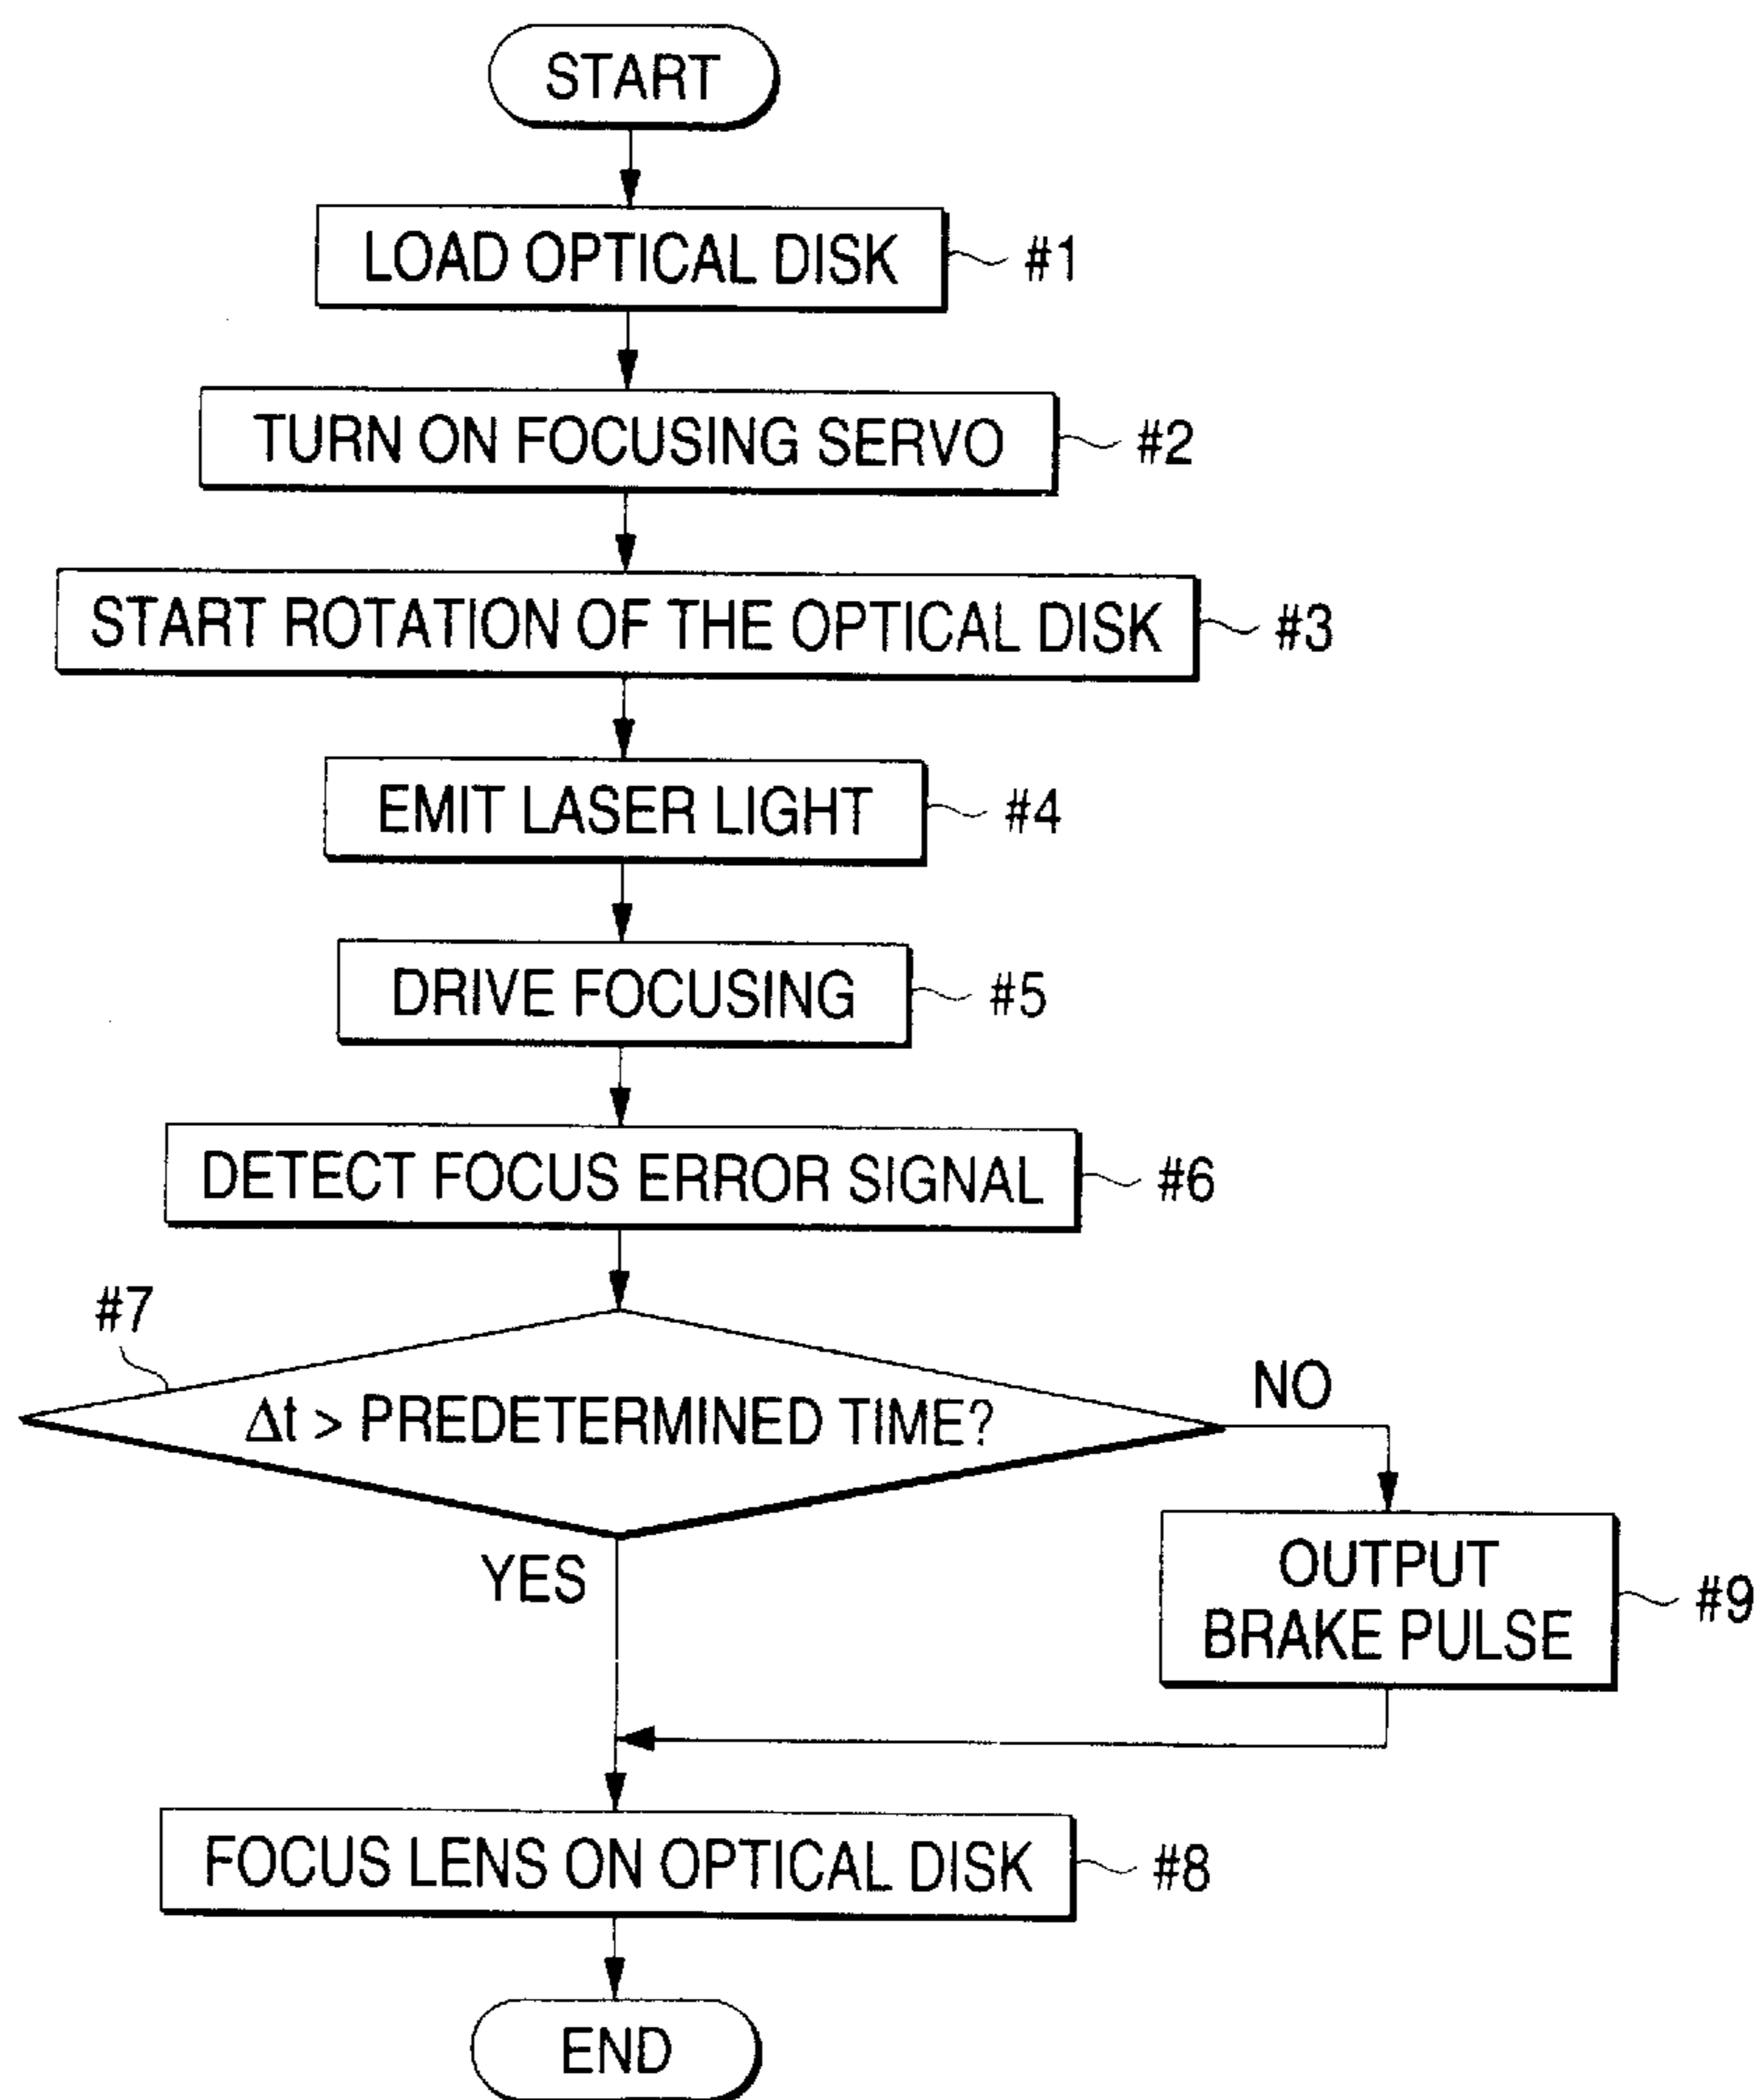 START
LOAD OPTICAL DISK
#1
TURN ON FOCUSING SERVO
#2
START ROTATION OF THE OPTICAL DISK
#3
EMIT LASER LIGHT
#4
DRIVE FOCUSING
#5
DETECT FOCUS ERROR SIGNAL
#6
#7
Δt > PREDETERMINED TIME?
NO
YES
OUTPUT
BRAKE PULSE
#9
FOCUS LENS ON OPTICAL DISK
#8
END